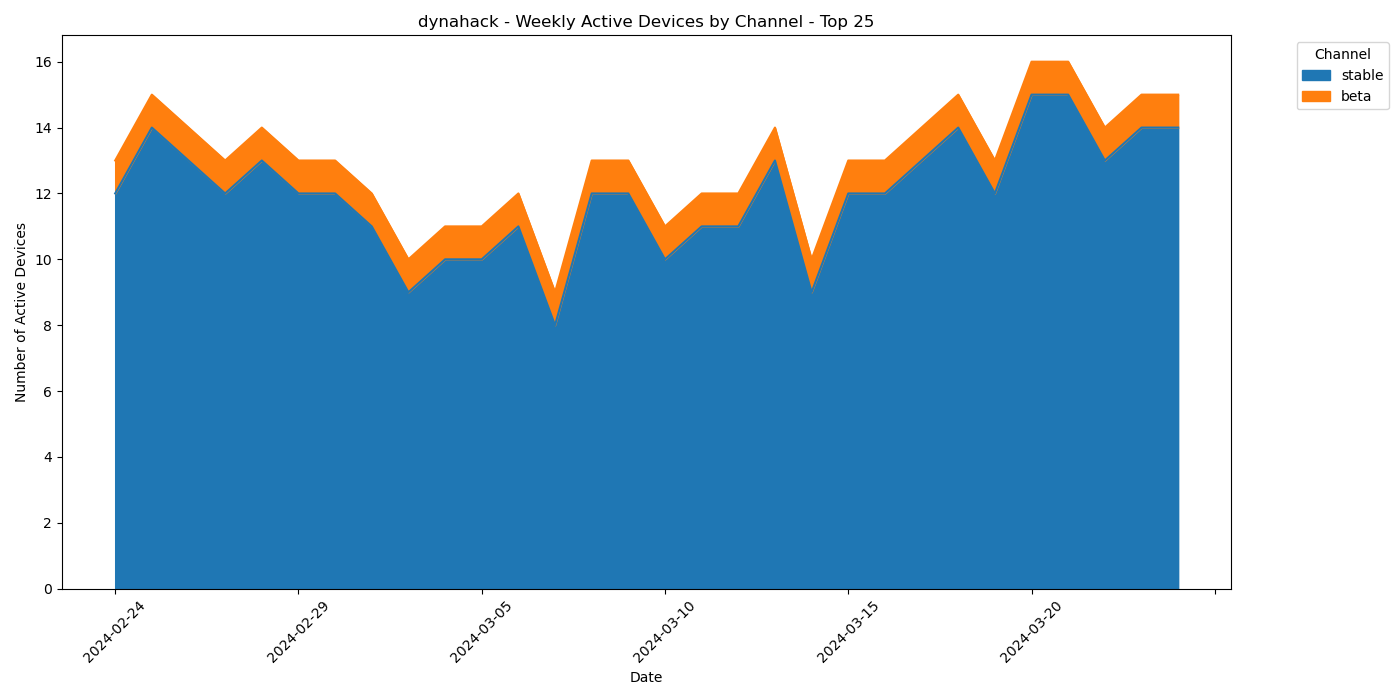 dynahack - Weekly Active Devices by Channel - Top 25
Channel
stable
beta
Number of Active Devices
16
14
12
10
8
6
4
2
0
2024-02-24
2024-02-29
2024-03-05
2024-03-10
2024-03-15
2024-03-20
Date